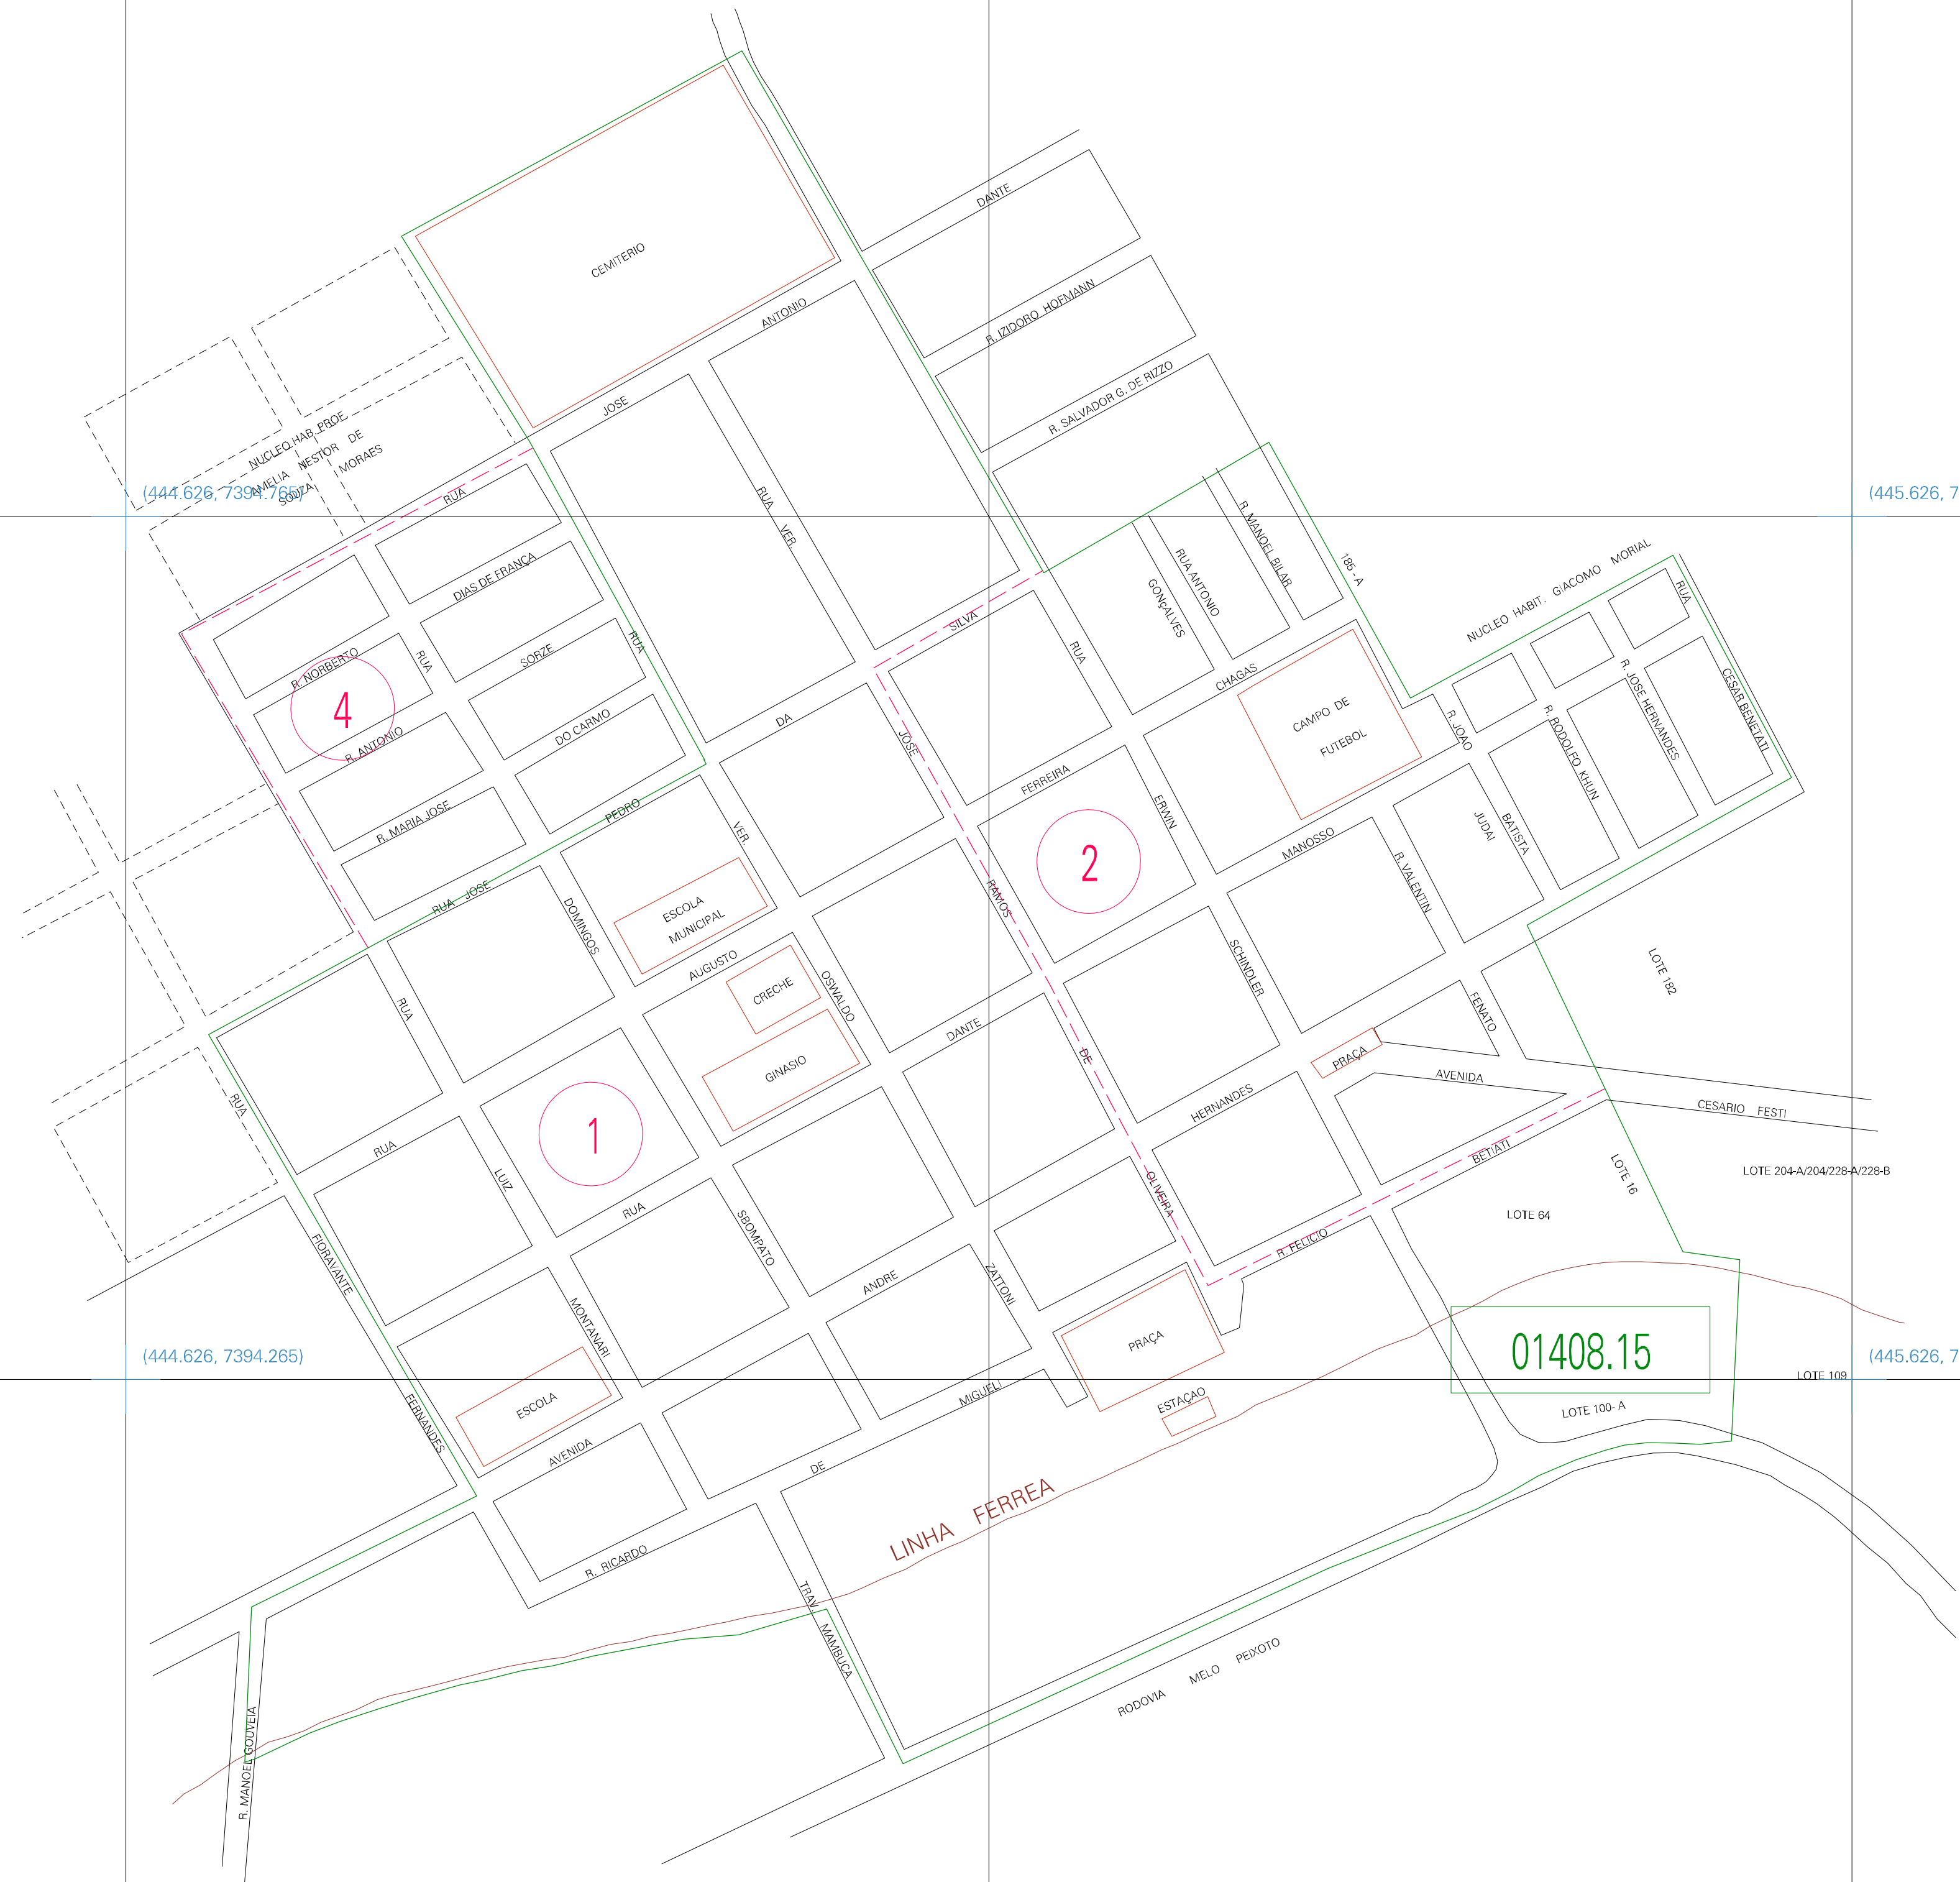 DANTE
CEMITERIO
R. IZIDORO HOFMANN
ANTONIO
R. SALVADOR G. DE RIZZO
JOSE
NUCLEO HAB. PROF.
AMELIA NESTOR DE
SOUZA MORAES
(444.626, 7394.765)
(445.626, 7
RUA
RUA VER.
R. MANOEL BILAR
186 - A
NUCLEO HABIT. GIACOMO MORIAL
DIAS DE FRANÇA
RUA ANTONIO
GONÇALVES
RUA
SILVA
RUA
RUA
SORZE
RUA
R. NORBERTO
CHAGAS
R. JOSE HERNANDES
CESAR BENETATI
4
DA
DO CARMO
JOSE
CAMPO DE
FUTEBOL
R. JOAO
R. RODOLFO KHUN
R. ANTONIO
FERREIRA
ERWIN
PEDRO
VER.
R. MARIA JOSE
2
MANOSSO
JUDAI
BATISTA
R. VALENTIN
RUA JOSE
DOMINGOS
ESCOLA
MUNICIPAL
RAMOS
AUGUSTO
SCHINDLER
LOTE 182
CRECHE
OSWALDO
RUA
DANTE
FENATO
GINASIO
DE
PRAÇA
AVENIDA
RUA
HERNANDES
CESARIO FESTI
1
RUA
BETIATI
LUIZ
OLIVEIRA
LOTE 16
LOTE 204-A/204/228-A/228-B
RUA
SBOMPATO
LOTE 64
FIORAVANTE
R. FELICIO
ANDRE
ZATTONI
MONTANARI
PRAÇA
01408.15
(444.626, 7394.265)
(445.626, 7
LOTE 109
MIGUELI
ESTAÇAO
ESCOLA
LOTE 100- A
FERNANDES
AVENIDA
DE
LINHA FERREA
R. RICARDO
TRAV. MAMBUCA
RODOVIA MELO PEIXOTO
R. MANOEL GOUVEIA